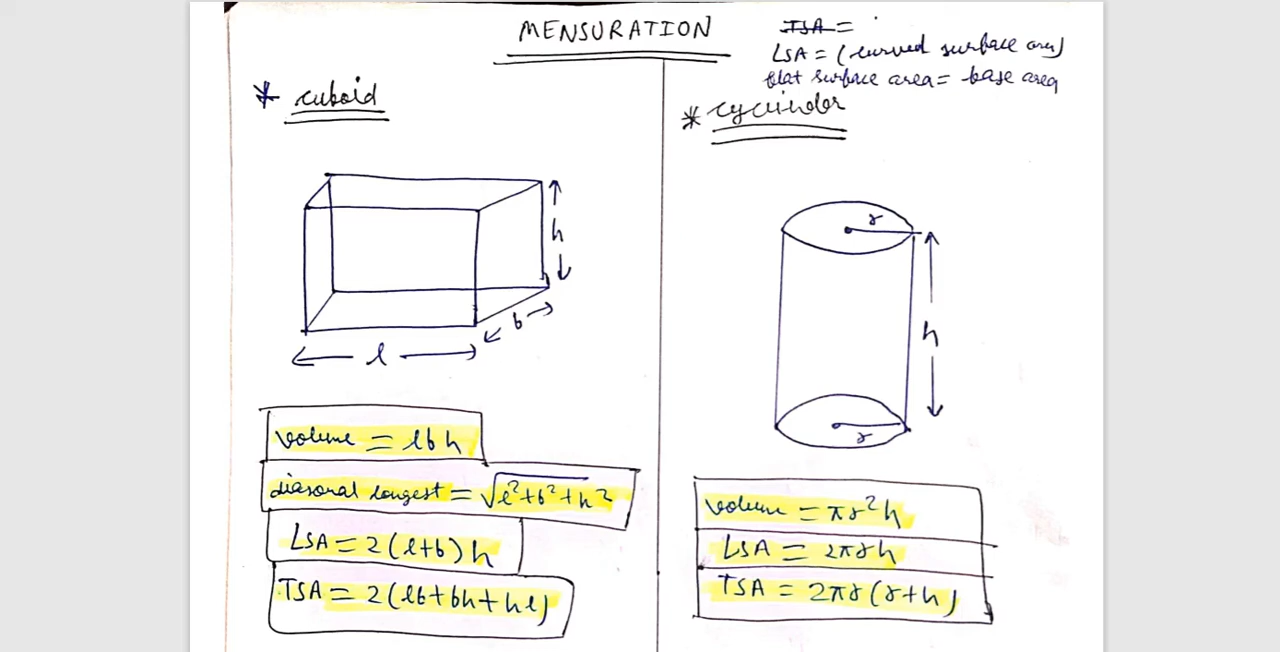 MENSURATION
TSA =
LSA = (curved surface area)
flat surface area = base area
* cuboid
h
b
l
volume = lbh
diagonal longest = √l²+b²+h²
LSA = 2(l+b)h
TSA = 2(lb+bh+hl)
* cylinder
r
h
r
volume = πr²h
LSA = 2πrh
TSA = 2πr(r+h)